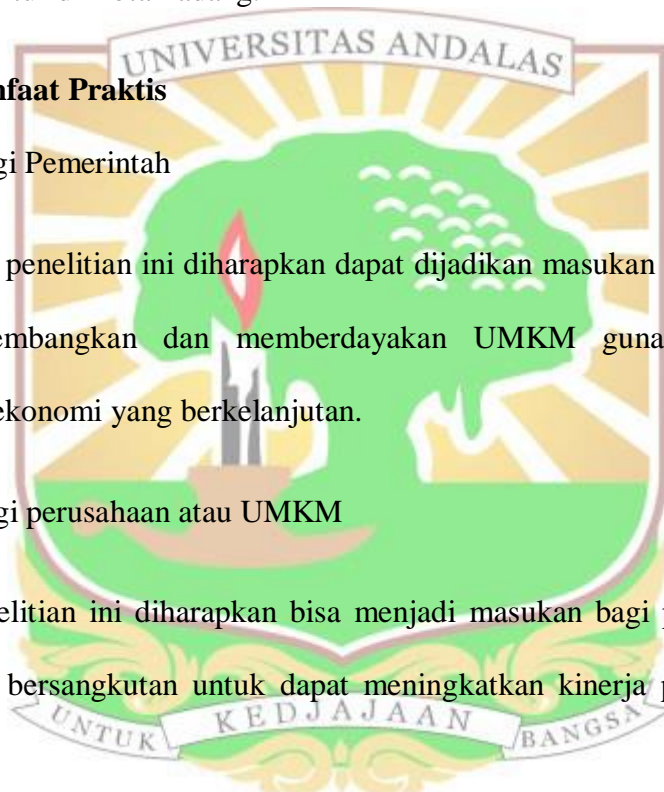 UNIVERSITAS ANDALAS
nfaat Praktis
gi Pemerintah
penelitian ini diharapkan dapat dijadikan masukan
embangkan dan memberdayakan UMKM guna
ekonomi yang berkelanjutan.
gi perusahaan atau UMKM
elitian ini diharapkan bisa menjadi masukan bagi p
bersangkutan untuk dapat meningkatkan kinerja p
UNTUK KEDJAJAAN BANGSA